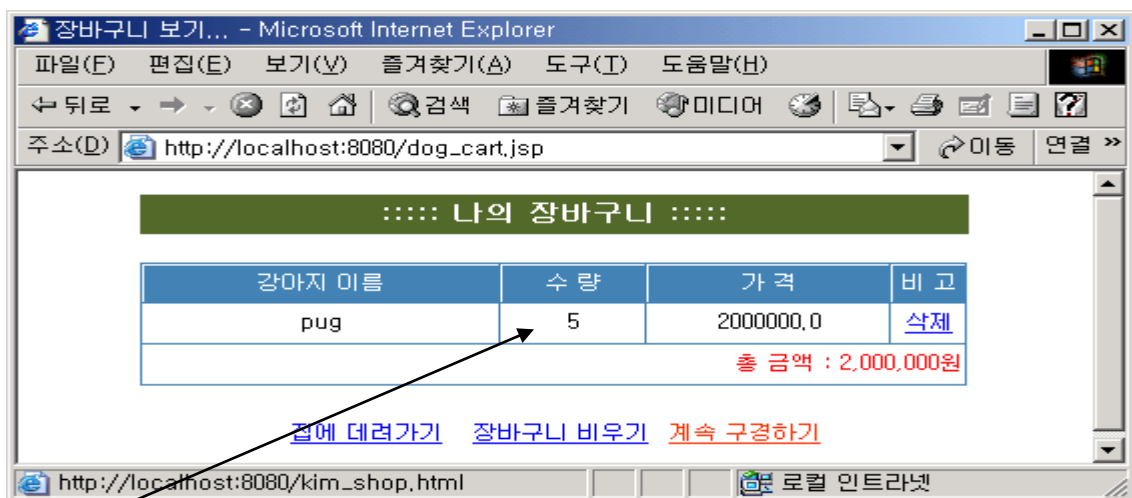 장바구니 보기... - Microsoft Internet Explorer
파일(F) 편집(E) 보기(V) 즐겨찾기(A) 도구(T) 도움말(H)
뒤로 검색 즐겨찾기 미디어
주소(D) http://localhost:8080/dog_cart.jsp 이동 연결 »
::::: 나의 장바구니 :::::
강아지 이름 수 량 가 격 비 고
pug 5 2000000.0 삭제
총 금액 : 2,000,000원
집에 데려가기 장바구니 비우기 계속 구경하기
http://localhost:8080/kim_shop.html 로컬 인트라넷